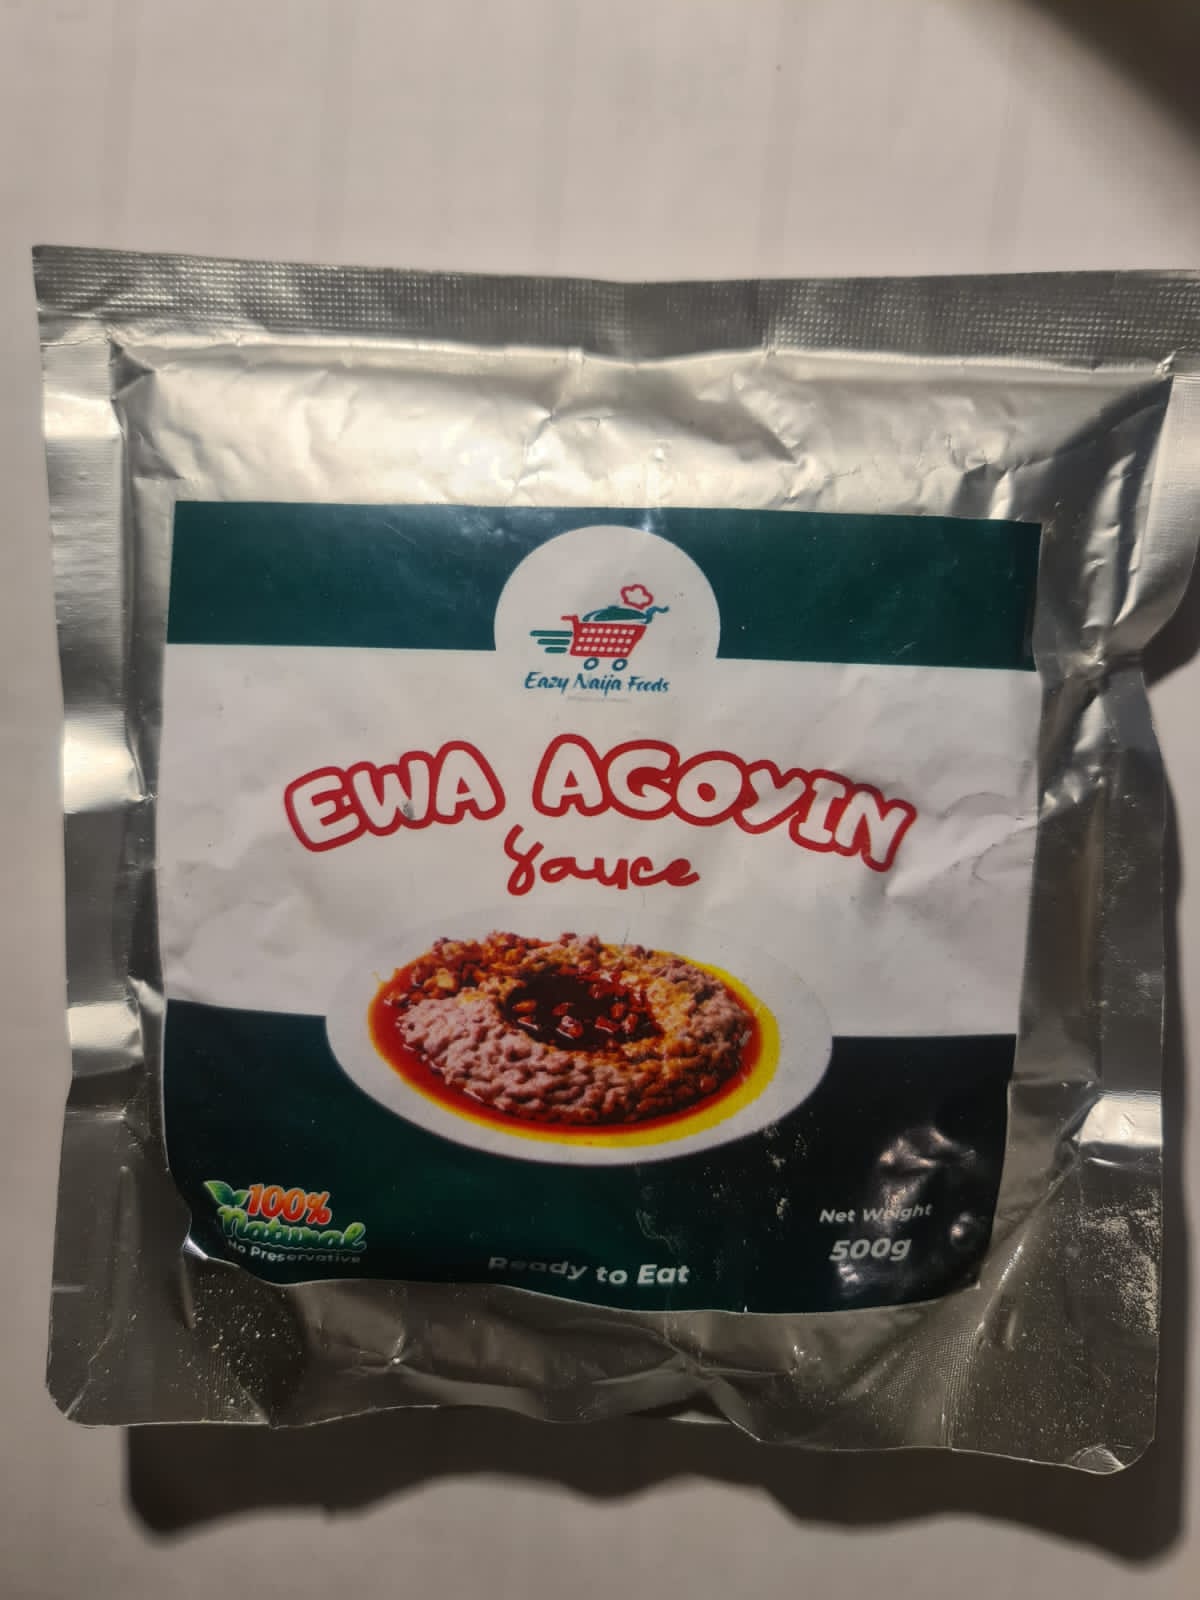 Eazy Naija Foods
EWA AGOYIN
Sauce
100%
Natural
No Preservative
Ready to Eat
Net Weight
500g